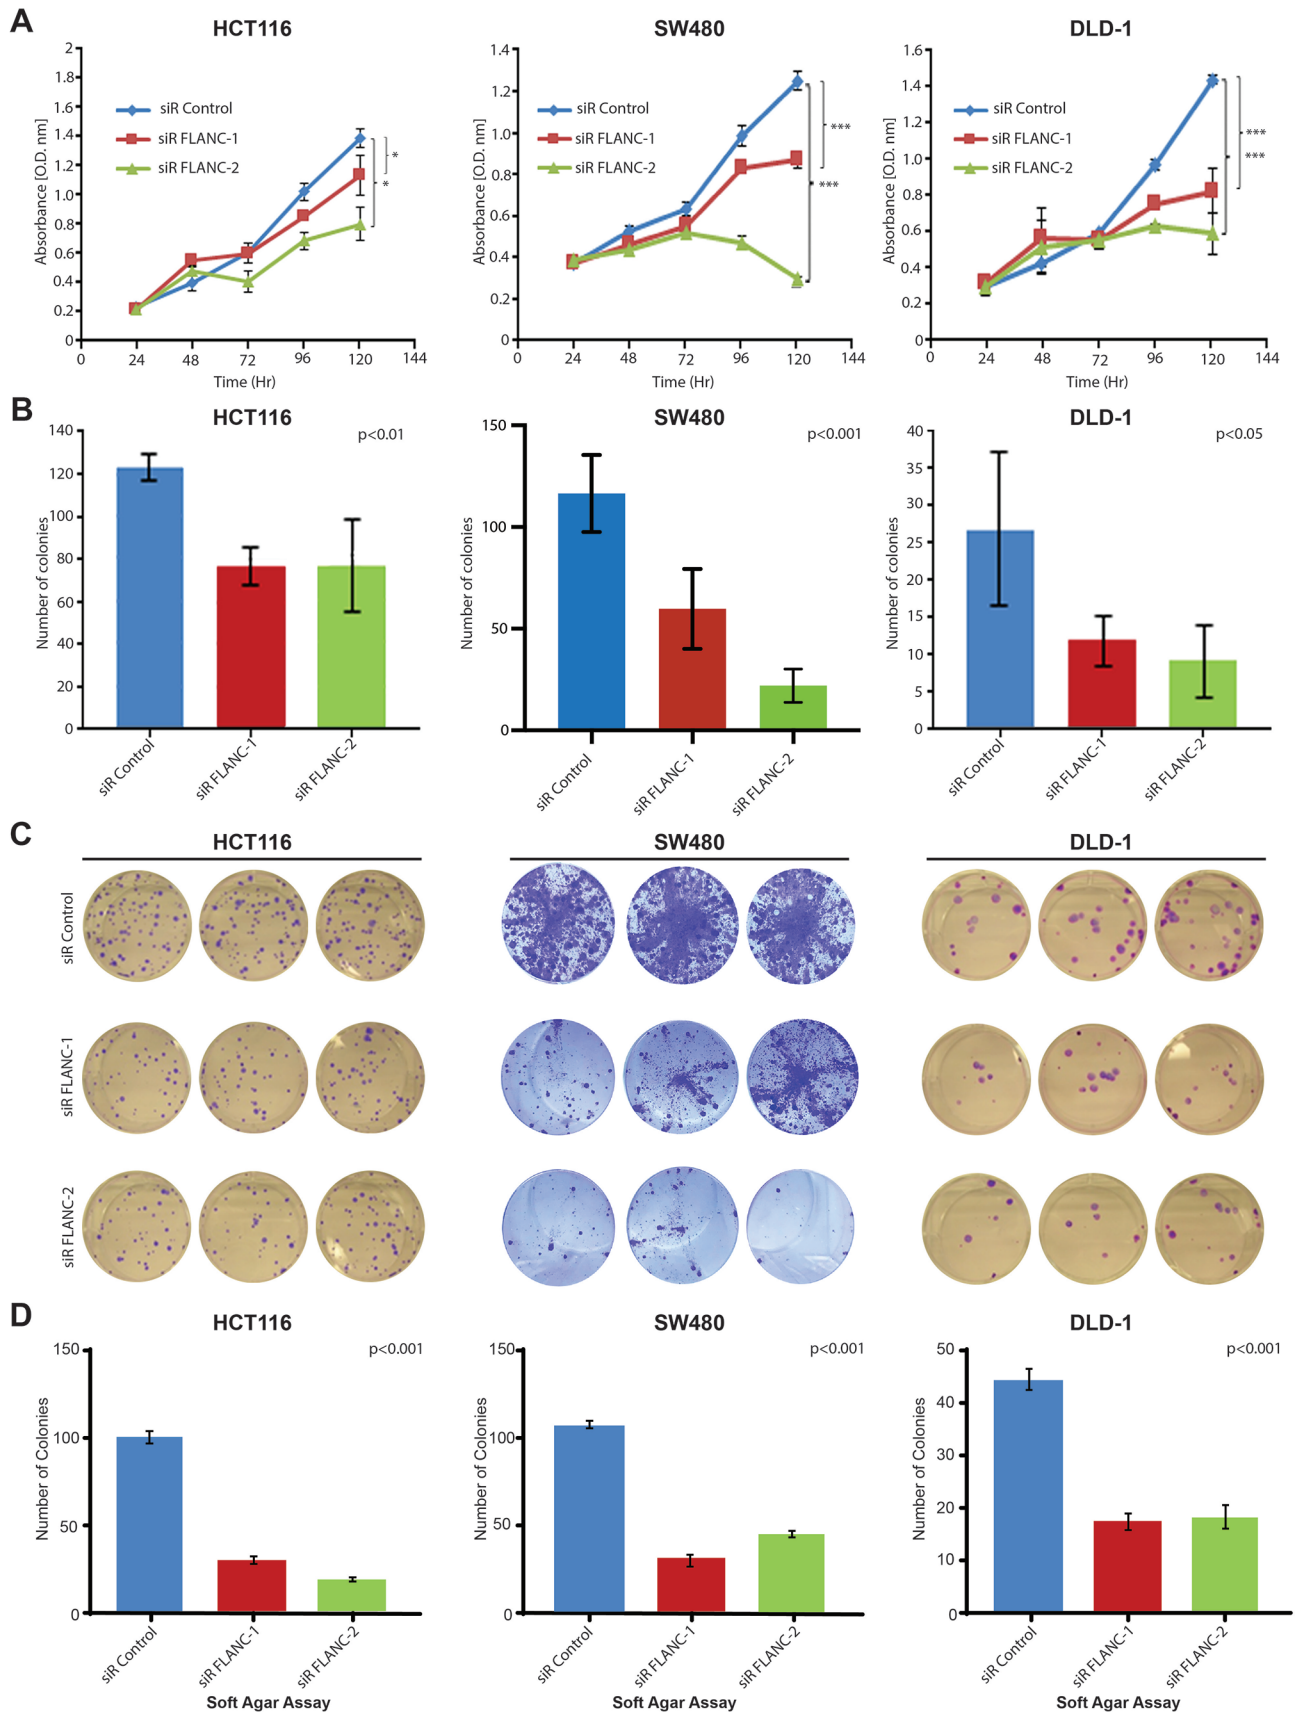 A
HCT116
SW480
DLD-1
2
1.8
1.6
1.4
1.2
1.0
0.8
0.6
0.4
0.2
0
Absorbance [O.D. nm]
siR Control
siR FLANC-1
siR FLANC-2
*
*
0 24 48 72 96 120 144
Time (Hr)
1.4
1.2
1.0
0.8
0.6
0.4
0.2
0
Absorbance [O.D. nm]
siR Control
siR FLANC-1
siR FLANC-2
***
***
0 24 48 72 96 120 144
Time (Hr)
1.6
1.4
1.2
1.0
0.8
0.6
0.4
0.2
0
Absorbance [O.D. nm]
siR Control
siR FLANC-1
siR FLANC-2
***
***
0 24 48 72 96 120 144
Time (Hr)
B
HCT116
SW480
DLD-1
p<0.01
140
120
100
80
60
40
20
0
Number of colonies
siR Control
siR FLANC-1
siR FLANC-2
p<0.001
150
100
50
0
Number of colonies
siR Control
siR FLANC-1
siR FLANC-2
p<0.05
40
35
30
25
20
15
10
5
0
Number of colonies
siR Control
siR FLANC-1
siR FLANC-2
C
HCT116
SW480
DLD-1
siR Control
siR FLANC-1
siR FLANC-2
D
HCT116
SW480
DLD-1
p<0.001
150
100
50
0
Number of Colonies
siR Control
siR FLANC-1
siR FLANC-2
Soft Agar Assay
p<0.001
150
100
50
0
Number of Colonies
siR Control
siR FLANC-1
siR FLANC-2
Soft Agar Assay
p<0.001
50
40
30
20
10
0
Number of Colonies
siR Control
siR FLANC-1
siR FLANC-2
Soft Agar Assay